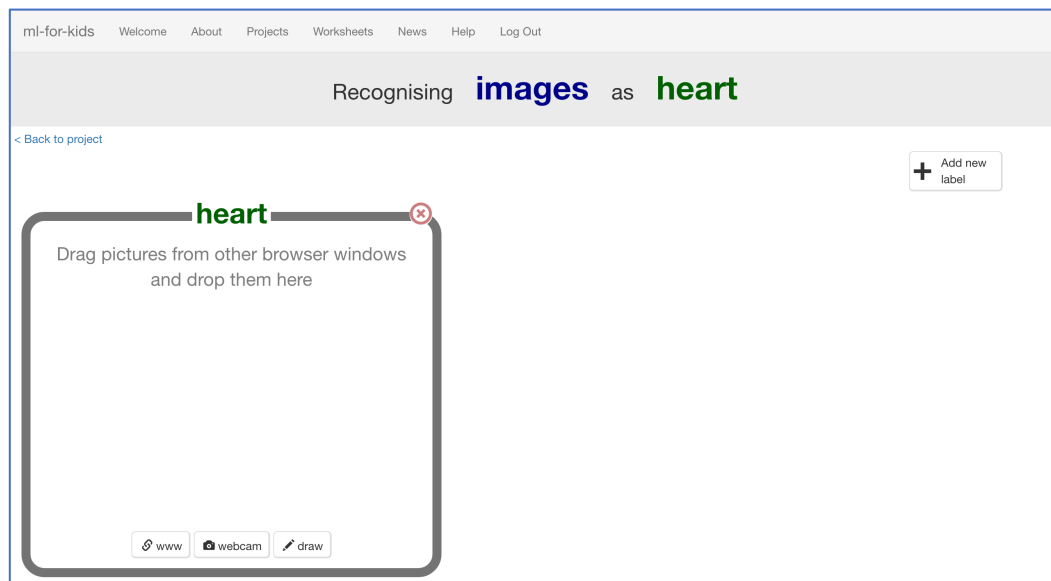 ml-for-kids Welcome About Projects Worksheets News Help Log Out
Recognising images as heart
< Back to project
Add new
label
heart
Drag pictures from other browser windows
and drop them here
www webcam draw